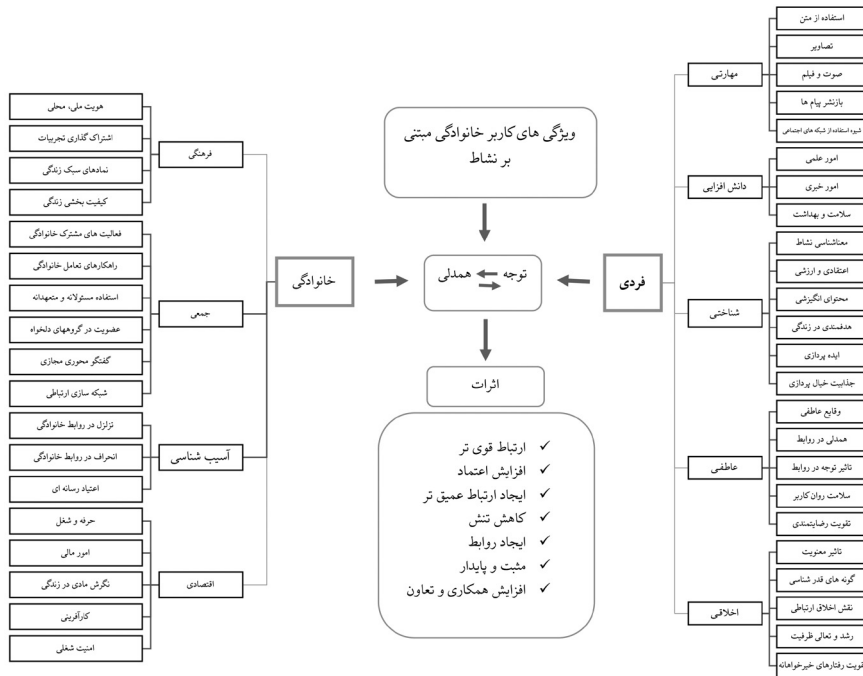 ویژگی های کاربر خانوادگی مبتنی
بر نشاط
توجه
همدلی
اثرات
ارتباط قوی تر
افزایش اعتماد
ایجاد ارتباط عمیق تر
کاهش تنش
ایجاد روابط
مثبت و پایدار
افزایش همکاری و تعاون
فردی
مهارتی
استفاده از متن
تصاویر
صوت و فیلم
بازنشر پیام ها
شیوه استفاده از شبکه های اجتماعی
دانش افزایی
امور علمی
امور خبری
سلامت و بهداشت
شناختی
معناشناسی نشاط
اعتقادی و ارزشی
محتوای انگیزشی
هدفمندی در زندگی
ایده پردازی
جذابیت خیال پردازی
عاطفی
وقایع عاطفی
همدلی در روابط
تاثیر توجه در روابط
سلامت روان کاربر
تقویت رضایتمندی
اخلاقی
تاثیر معنویت
گونه های قدر شناسی
نقش اخلاق ارتباطی
رشد و تعالی ظرفیت
قویت رفتارهای خیرخواهانه
خانوادگی
فرهنگی
هویت ملی، محلی
اشتراک گذاری تجربیات
نمادهای سبک زندگی
کیفیت بخشی زندگی
جمعی
فعالیت های مشترک خانوادگی
راهکارهای تعامل خانوادگی
استفاده مسئولانه و متعهدانه
عضویت در گروههای دلخواه
گفتگو محوری مجازی
شبکه سازی ارتباطی
آسیب شناسی
تزلزل در روابط خانوادگی
انحراف در روابط خانوادگی
اعتیاد رسانه ای
اقتصادی
حرفه و شغل
امور مالی
نگرش مادی در زندگی
کارآفرینی
امنیت شغلی